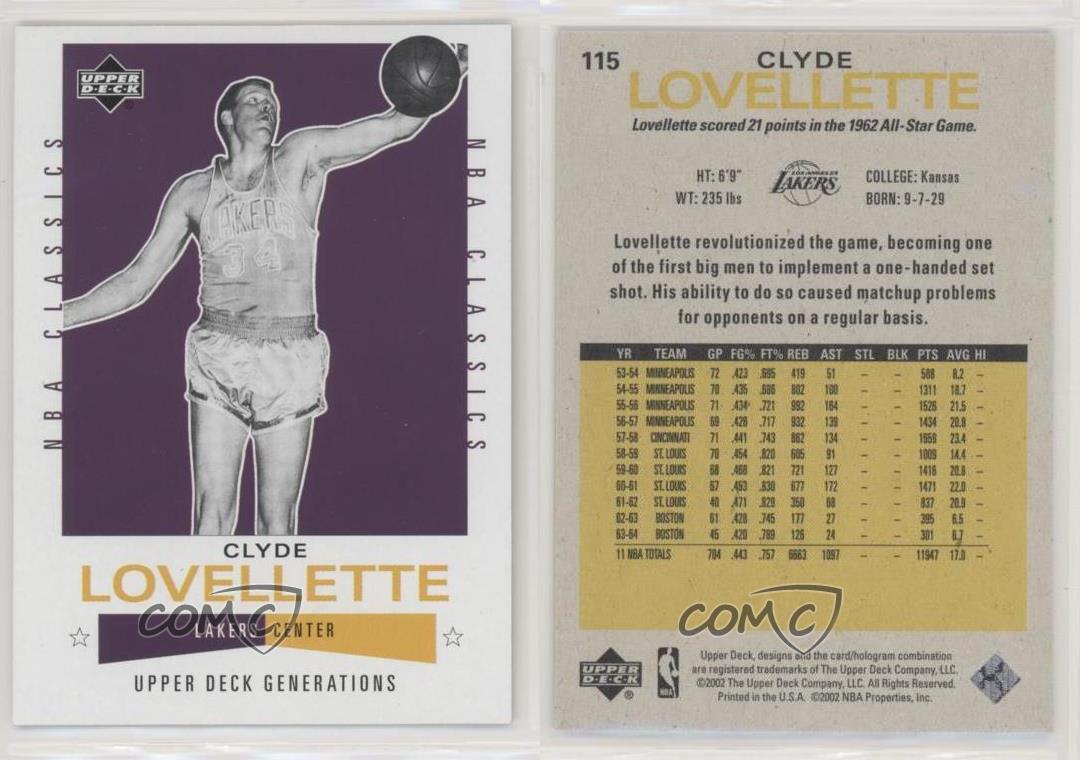 UPPER
D·E·C·K
NBA CLASSICS
NBA CLASSICS
LAKERS
34
CLYDE
LOVELLETTE
LAKERS CENTER
UPPER DECK GENERATIONS
COMC
115
CLYDE
LOVELLETTE
Lovellette scored 21 points in the 1962 All-Star Game.
HT: 6'9"
WT: 235 lbs
LOS ANGELES
LAKERS
COLLEGE: Kansas
BORN: 9-7-29
Lovellette revolutionized the game, becoming one
of the first big men to implement a one-handed set
shot. His ability to do so caused matchup problems
for opponents on a regular basis.
YR TEAM GP FG% FT% REB AST STL BLK PTS AVG HI
53-54 MINNEAPOLIS 72 .423 .695 419 51 – – 588 8.2 –
54-55 MINNEAPOLIS 70 .435 .686 802 100 – – 1311 18.7 –
55-56 MINNEAPOLIS 71 .434 .721 992 164 – – 1526 21.5 –
56-57 MINNEAPOLIS 69 .426 .717 932 139 – – 1434 20.8 –
57-58 CINCINNATI 71 .441 .743 862 134 – – 1659 23.4 –
58-59 ST. LOUIS 70 .454 .820 605 91 – – 1009 14.4 –
59-60 ST. LOUIS 68 .468 .821 721 127 – – 1416 20.8 –
60-61 ST. LOUIS 67 .453 .830 677 172 – – 1471 22.0 –
61-62 ST. LOUIS 40 .471 .829 350 68 – – 837 20.9 –
62-63 BOSTON 61 .428 .745 177 27 – – 395 6.5 –
63-64 BOSTON 45 .420 .789 126 24 – – 301 6.7 –
11 NBA TOTALS 704 .443 .757 6663 1097 – – 11947 17.0 –
COMC
UPPER
D·E·C·K
®
NBA
Upper Deck, designs and the card/hologram combination
are registered trademarks of The Upper Deck Company, LLC.
©2002 The Upper Deck Company, LLC. All Rights Reserved.
Printed in the U.S.A. ©2002 NBA Properties, Inc.